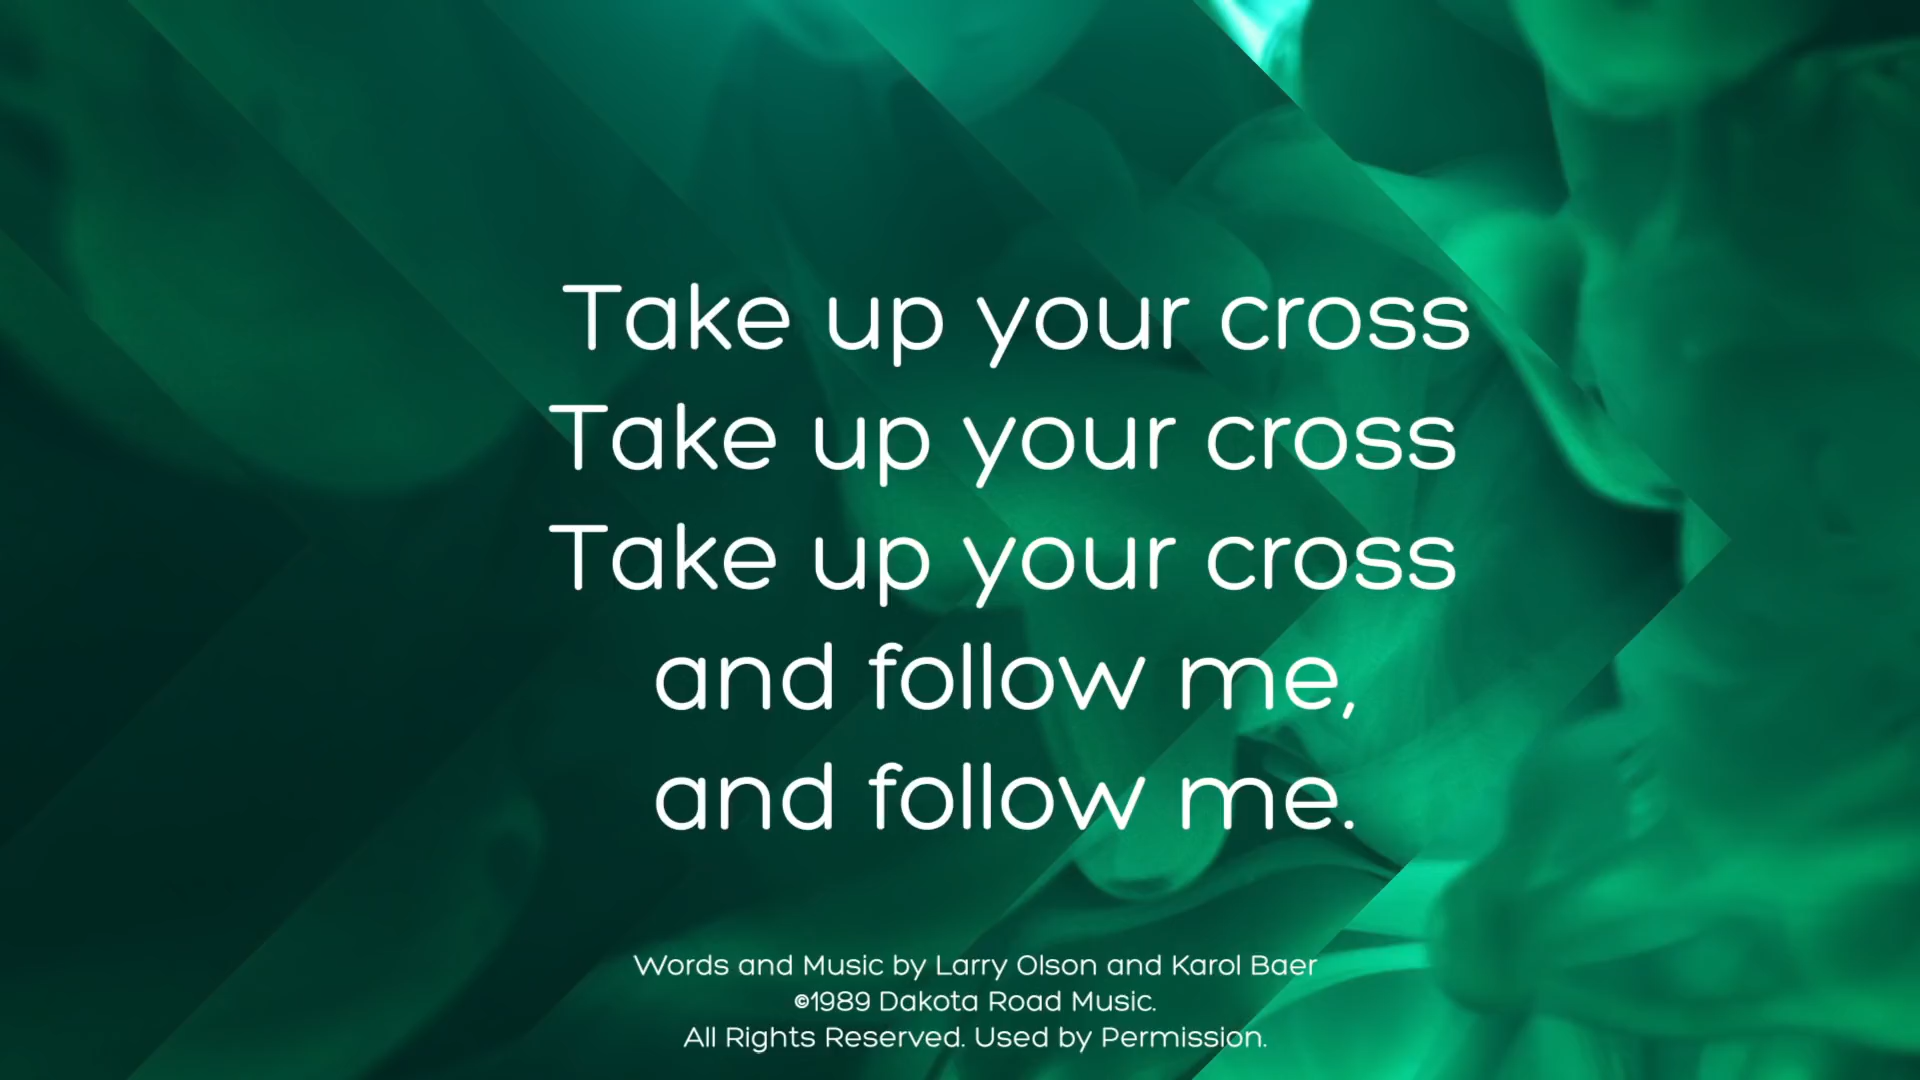 Take up your cross
Take up your cross
Take up your cross
and follow me,
and follow me.
Words and Music by Larry Olson and Karol Baer
©1989 Dakota Road Music.
All Rights Reserved. Used by Permission.